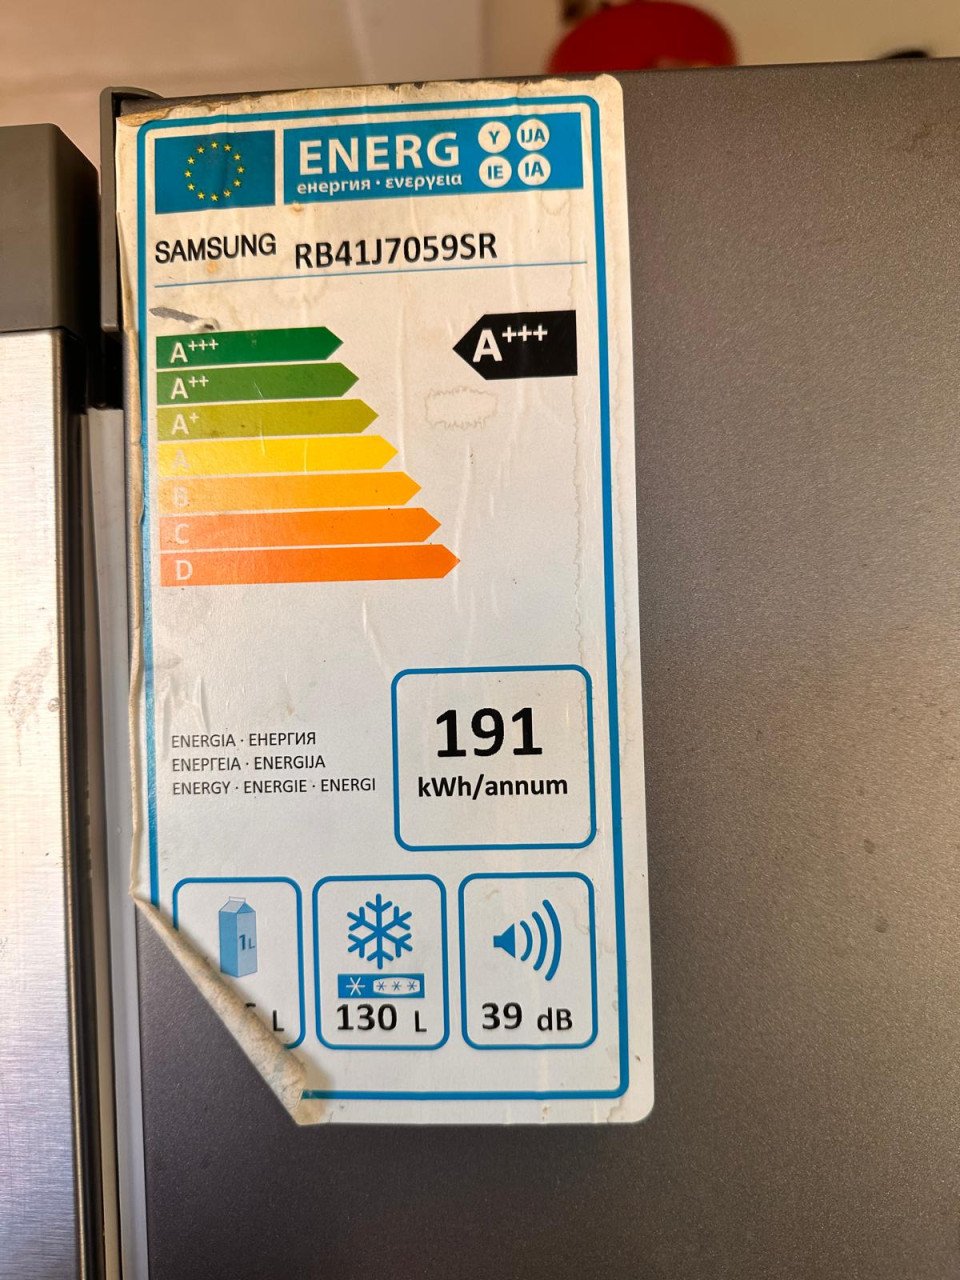 ENERG Y IJA
енергия · ενεργεια IE IA
SAMSUNG RB41J7059SR
A+++ A+++
A++
A+
A
B
C
D
ENERGIA · ЕНЕРГИЯ
ΕΝΕΡΓΕΙΑ · ENERGIJA
ENERGY · ENERGIE · ENERGI
191
kWh/annum
1L
L
130 L
39 dB